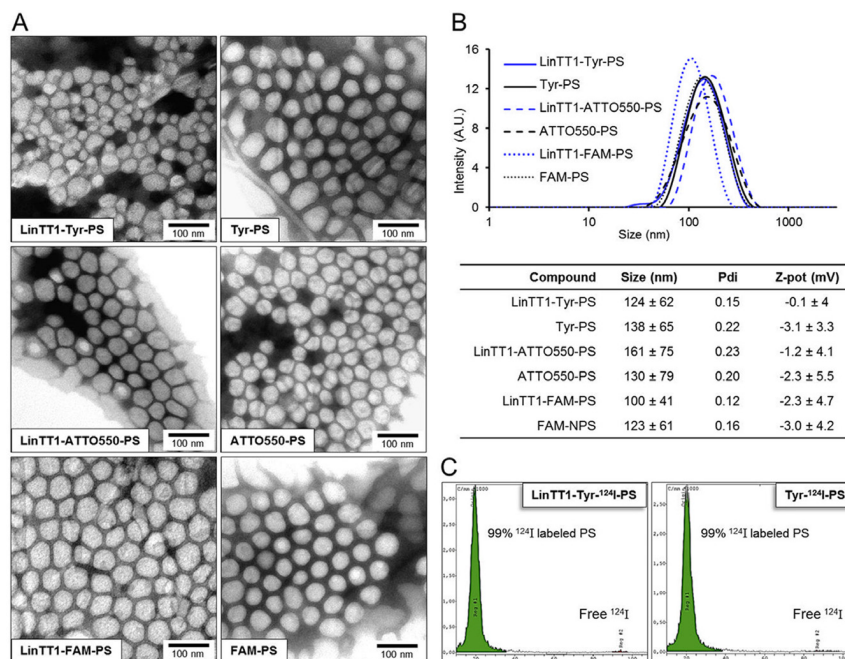 A
LinTT1-Tyr-PS
100 nm
Tyr-PS
100 nm
LinTT1-ATTO550-PS
100 nm
ATTO550-PS
100 nm
LinTT1-FAM-PS
100 nm
FAM-PS
100 nm
B
Intensity (A.U.)
16
12
8
4
0
1
10
100
1000
Size (nm)
LinTT1-Tyr-PS
Tyr-PS
LinTT1-ATTO550-PS
ATTO550-PS
LinTT1-FAM-PS
FAM-PS
Compound Size (nm) Pdi Z-pot (mV)
LinTT1-Tyr-PS 124 ± 62 0.15 -0.1 ± 4
Tyr-PS 138 ± 65 0.22 -3.1 ± 3.3
LinTT1-ATTO550-PS 161 ± 75 0.23 -1.2 ± 4.1
ATTO550-PS 130 ± 79 0.20 -2.3 ± 5.5
LinTT1-FAM-PS 100 ± 41 0.12 -2.3 ± 4.7
FAM-NPS 123 ± 61 0.16 -3.0 ± 4.2
C
LinTT1-Tyr-¹²⁴I-PS
99% ¹²⁴I labeled PS
Free ¹²⁴I
Tyr-¹²⁴I-PS
99% ¹²⁴I labeled PS
Free ¹²⁴I